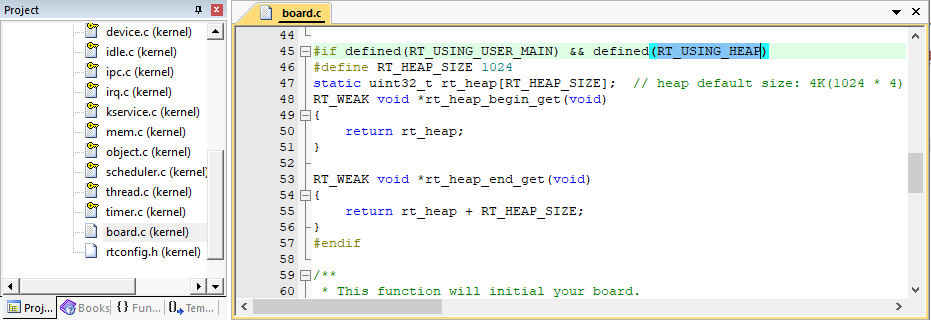 Project
device.c (kernel)
idle.c (kernel)
ipc.c (kernel)
irq.c (kernel)
kservice.c (kernel)
mem.c (kernel)
object.c (kernel)
scheduler.c (kernel)
thread.c (kernel)
timer.c (kernel)
board.c (kernel)
rtconfig.h (kernel)
Proj...
Books
{} Fun...
{}, Tem...
board.c
44
45 #if defined(RT_USING_USER_MAIN) && defined(RT_USING_HEAP)
46 #define RT_HEAP_SIZE 1024
47 static uint32_t rt_heap[RT_HEAP_SIZE];  // heap default size: 4K(1024 * 4)
48 RT_WEAK void *rt_heap_begin_get(void)
49 {
50     return rt_heap;
51 }
52
53 RT_WEAK void *rt_heap_end_get(void)
54 {
55     return rt_heap + RT_HEAP_SIZE;
56 }
57 #endif
58
59 /**
60  * This function will initial your board.